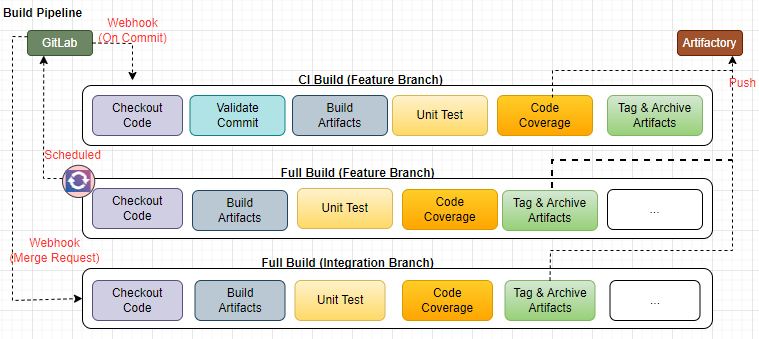 Build Pipeline
Webhook
(On Commit)
GitLab
Artifactory
Push
CI Build (Feature Branch)
Checkout
Code
Validate
Commit
Build
Artifacts
Unit Test
Code
Coverage
Tag & Archive
Artifacts
Scheduled
Full Build (Feature Branch)
Checkout
Code
Build
Artifacts
Unit Test
Code
Coverage
Tag & Archive
Artifacts
...
Webhook
(Merge Request)
Full Build (Integration Branch)
Checkout
Code
Build
Artifacts
Unit Test
Code
Coverage
Tag & Archive
Artifacts
...